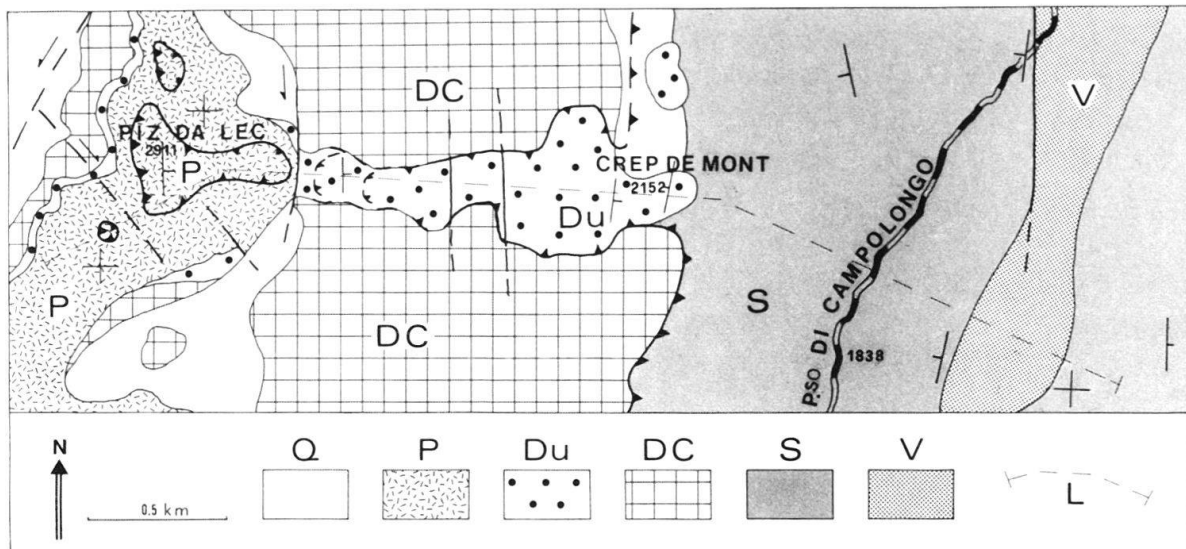 DC
V
PIZ DA LEC
2911
P
CREP DE MONT
2152
Du
P
DC
S
P.SO DI CAMPOLONGO
1838
N
0.5 km
Q
P
Du
DC
S
V
L